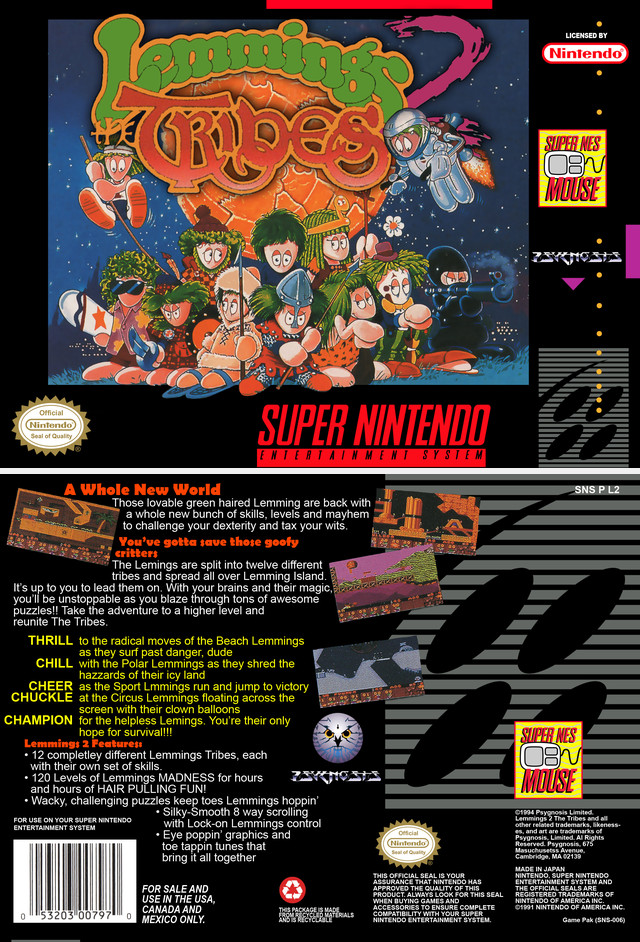 Lemmings 2
the TRIBES
LICENSED BY
Nintendo
SUPER NES
MOUSE
PSYGNOSIS
Official
Nintendo
Seal of Quality
SUPER NINTENDO
ENTERTAINMENT SYSTEM
SNS P L2
A Whole New World
Those lovable green haired Lemming are back with
a whole new bunch of skills, levels and mayhem
to challenge your dexterity and tax your wits.
You've gotta save those goofy
critters
The Lemings are split into twelve different
tribes and spread all over Lemming Island.
It's up to you to lead them on. With your brains and their magic,
you'll be unstoppable as you blaze through tons of awesome
puzzles!! Take the adventure to a higher level and
reunite The Tribes.
THRILL to the radical moves of the Beach Lemmings
as they surf past danger, dude
CHILL with the Polar Lemmings as they shred the
hazzards of their icy land
CHEER as the Sport Lmmings run and jump to victory
CHUCKLE at the Circus Lemmings floating across the
screen with their clown balloons
CHAMPION for the helpless Lemings. You're their only
hope for survival!!!
Lemmings 2 Features:
• 12 completley different Lemmings Tribes, each
with their own set of skills.
• 120 Levels of Lemmings MADNESS for hours
and hours of HAIR PULLING FUN!
• Wacky, challenging puzzles keep toes Lemmings hoppin'
• Silky-Smooth 8 way scrolling
with Lock-on Lemmings control
• Eye poppin' graphics and
toe tappin tunes that
bring it all together
PSYGNOSIS
SUPER NES
MOUSE
FOR USE ON YOUR SUPER NINTENDO
ENTERTAINMENT SYSTEM
0 53203 00797 0
FOR SALE AND
USE IN THE USA,
CANADA AND
MEXICO ONLY.
THIS PACKAGE IS MADE
FROM RECYCLED MATERIALS
AND IS RECYCLABLE
Official
Nintendo
Seal of Quality
THIS OFFICIAL SEAL IS YOUR
ASSURANCE THAT NINTENDO HAS
APPROVED THE QUALITY OF THIS
PRODUCT. ALWAYS LOOK FOR THIS SEAL
WHEN BUYING GAMES AND
ACCESSORIES TO ENSURE COMPLETE
COMPATIBILITY WITH YOUR SUPER
NINTENDO ENTERTAINMENT SYSTEM.
©1994 Psygnosis Limited.
Lemmings 2 The Tribes and all
other related trademarks, likeness-
es, and art are trademarks of
Psygnosis, Limited. Al Rights
Reserved. Psygnosis, 675
Masuchusetss Avenue,
Cambridge, MA 02139
MADE IN JAPAN
NINTENDO, SUPER NINTENDO
ENTERTAINMENT SYSTEM AND
THE OFFICIAL SEALS ARE
REGISTERED TRADEMARKS OF
NINTENDO OF AMERICA INC.
©1991 NINTENDO OF AMERICA INC.
Game Pak (SNS-006)